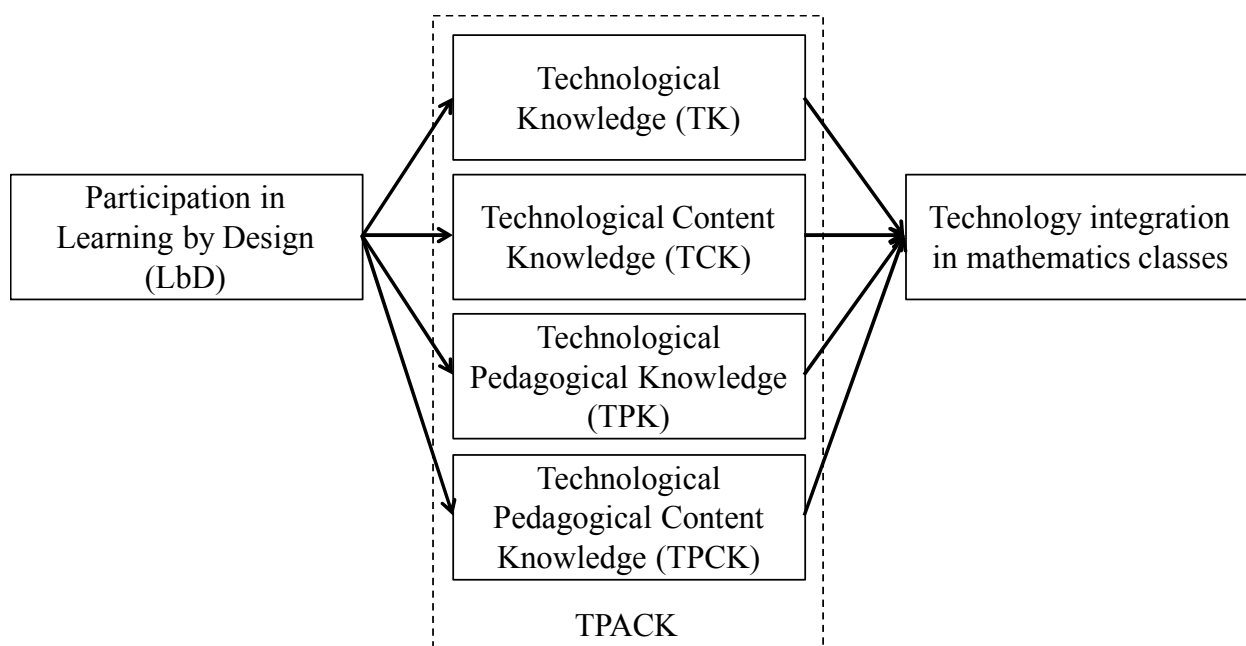 Participation in
Learning by Design
(LbD)
Technological
Knowledge (TK)
Technological Content
Knowledge (TCK)
Technological
Pedagogical Knowledge
(TPK)
Technological
Pedagogical Content
Knowledge (TPCK)
TPACK
Technology integration
in mathematics classes